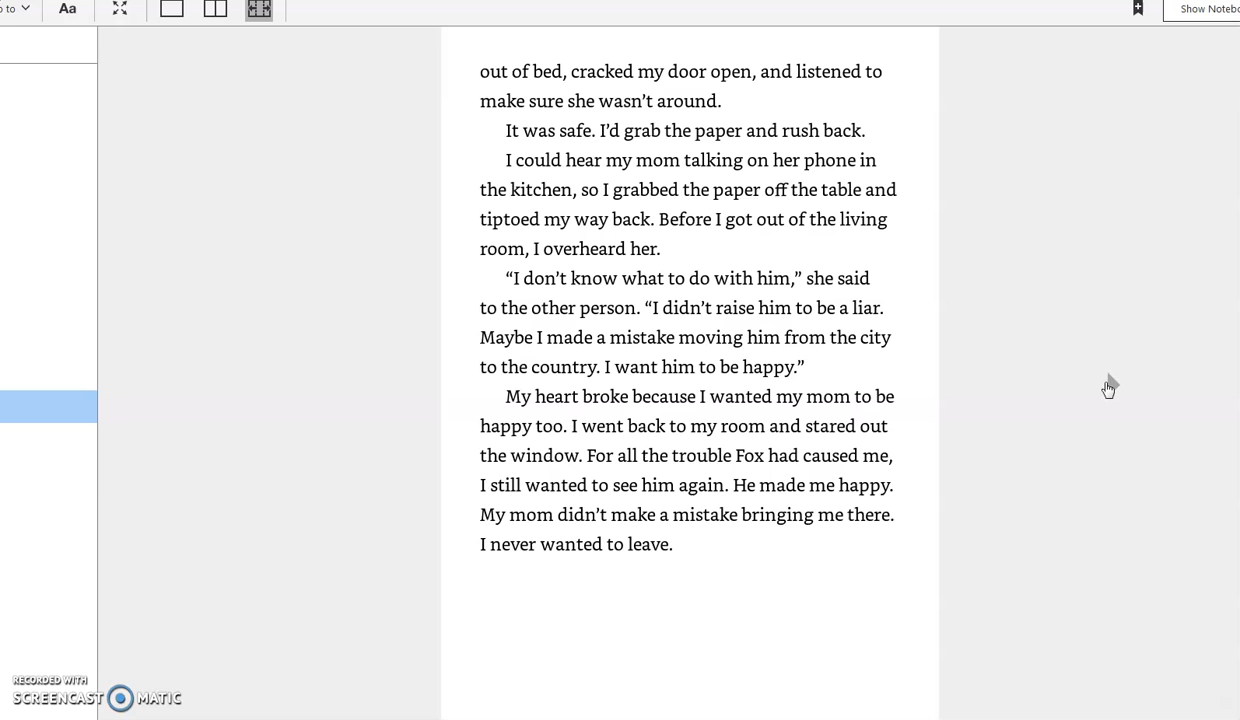 to
Aa
Show Notebo
out of bed, cracked my door open, and listened to
make sure she wasn’t around.
It was safe. I’d grab the paper and rush back.
I could hear my mom talking on her phone in
the kitchen, so I grabbed the paper off the table and
tiptoed my way back. Before I got out of the living
room, I overheard her.
“I don’t know what to do with him,” she said
to the other person. “I didn’t raise him to be a liar.
Maybe I made a mistake moving him from the city
to the country. I want him to be happy.”
My heart broke because I wanted my mom to be
happy too. I went back to my room and stared out
the window. For all the trouble Fox had caused me,
I still wanted to see him again. He made me happy.
My mom didn’t make a mistake bringing me there.
I never wanted to leave.
RECORDED WITH
SCREENCAST MATIC